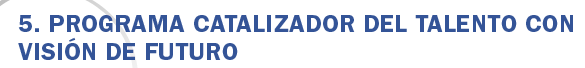 5. PROGRAMA CATALIZADOR DEL TALENTO CON
VISIÓN DE FUTURO